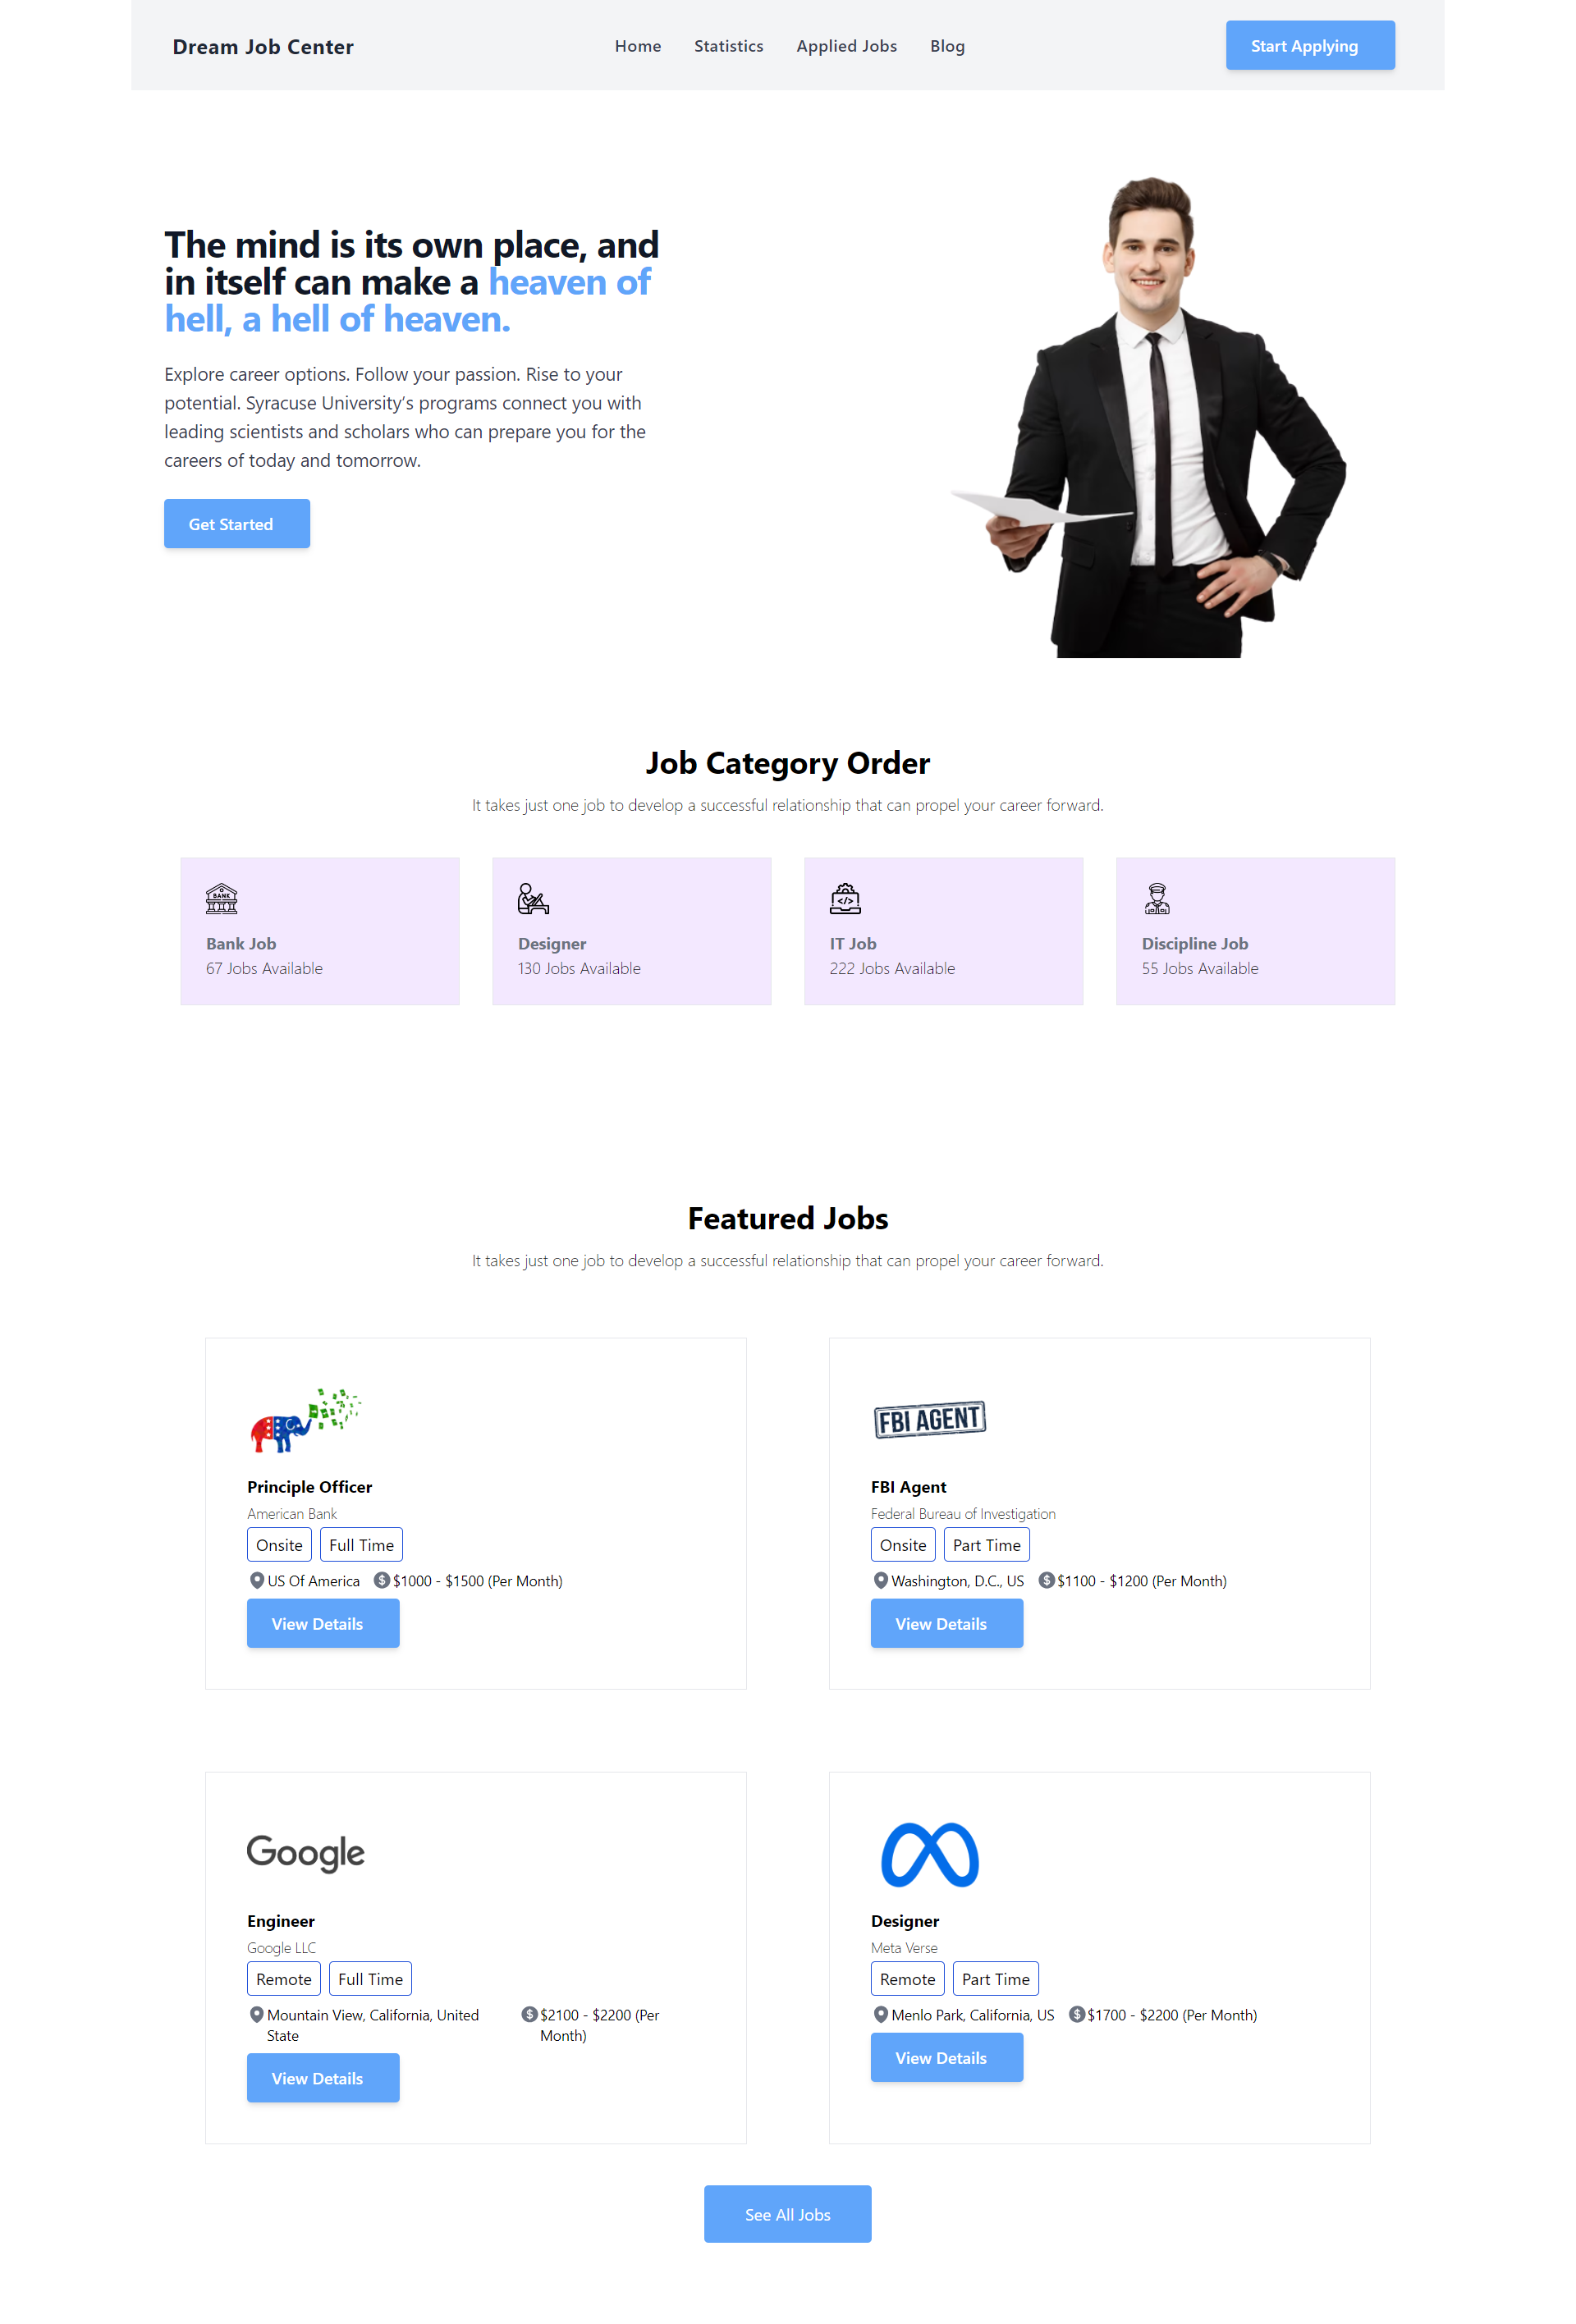 Dream Job Center
Home Statistics Applied Jobs Blog
Start Applying
The mind is its own place, and
in itself can make a heaven of
hell, a hell of heaven.
Explore career options. Follow your passion. Rise to your
potential. Syracuse University’s programs connect you with
leading scientists and scholars who can prepare you for the
careers of today and tomorrow.
Get Started
Job Category Order
It takes just one job to develop a successful relationship that can propel your career forward.
BANK
Bank Job
67 Jobs Available
Designer
130 Jobs Available
</>
IT Job
222 Jobs Available
Discipline Job
55 Jobs Available
Featured Jobs
It takes just one job to develop a successful relationship that can propel your career forward.
Principle Officer
American Bank
Onsite Full Time
US Of America $ $1000 - $1500 (Per Month)
View Details
FBI AGENT
FBI Agent
Federal Bureau of Investigation
Onsite Part Time
Washington, D.C., US $ $1100 - $1200 (Per Month)
View Details
Google
Engineer
Google LLC
Remote Full Time
Mountain View, California, United
State
$ $2100 - $2200 (Per
Month)
View Details
Designer
Meta Verse
Remote Part Time
Menlo Park, California, US $ $1700 - $2200 (Per Month)
View Details
See All Jobs